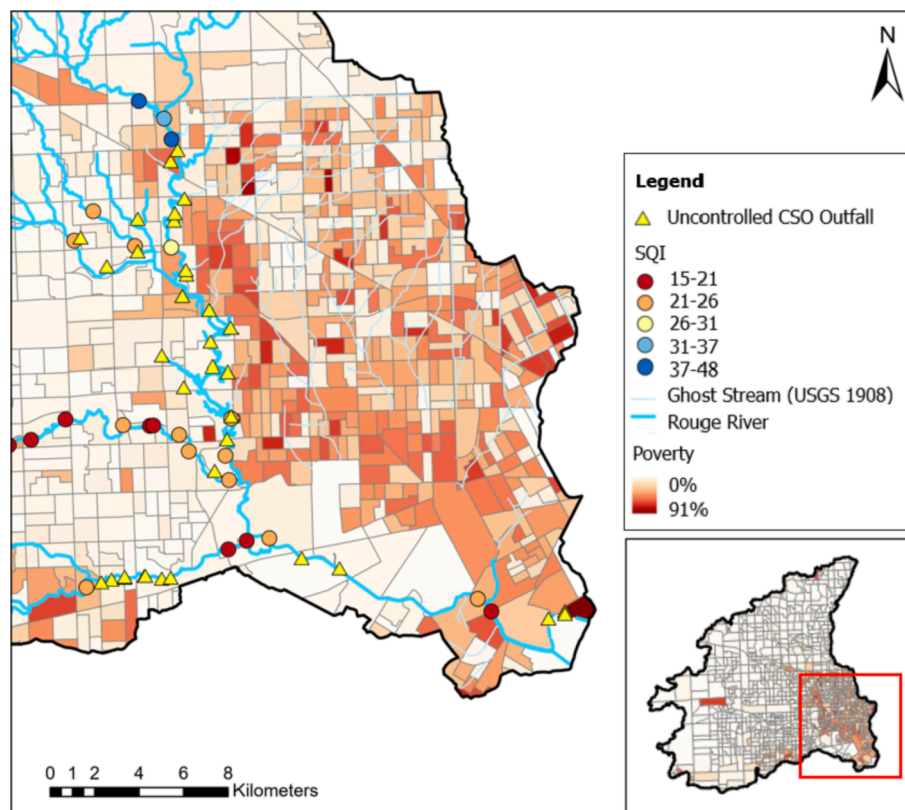 N
Legend
Uncontrolled CSO Outfall
SQI
15-21
21-26
26-31
31-37
37-48
Ghost Stream (USGS 1908)
Rouge River
Poverty
0%
91%
0 1 2 4 6 8
Kilometers